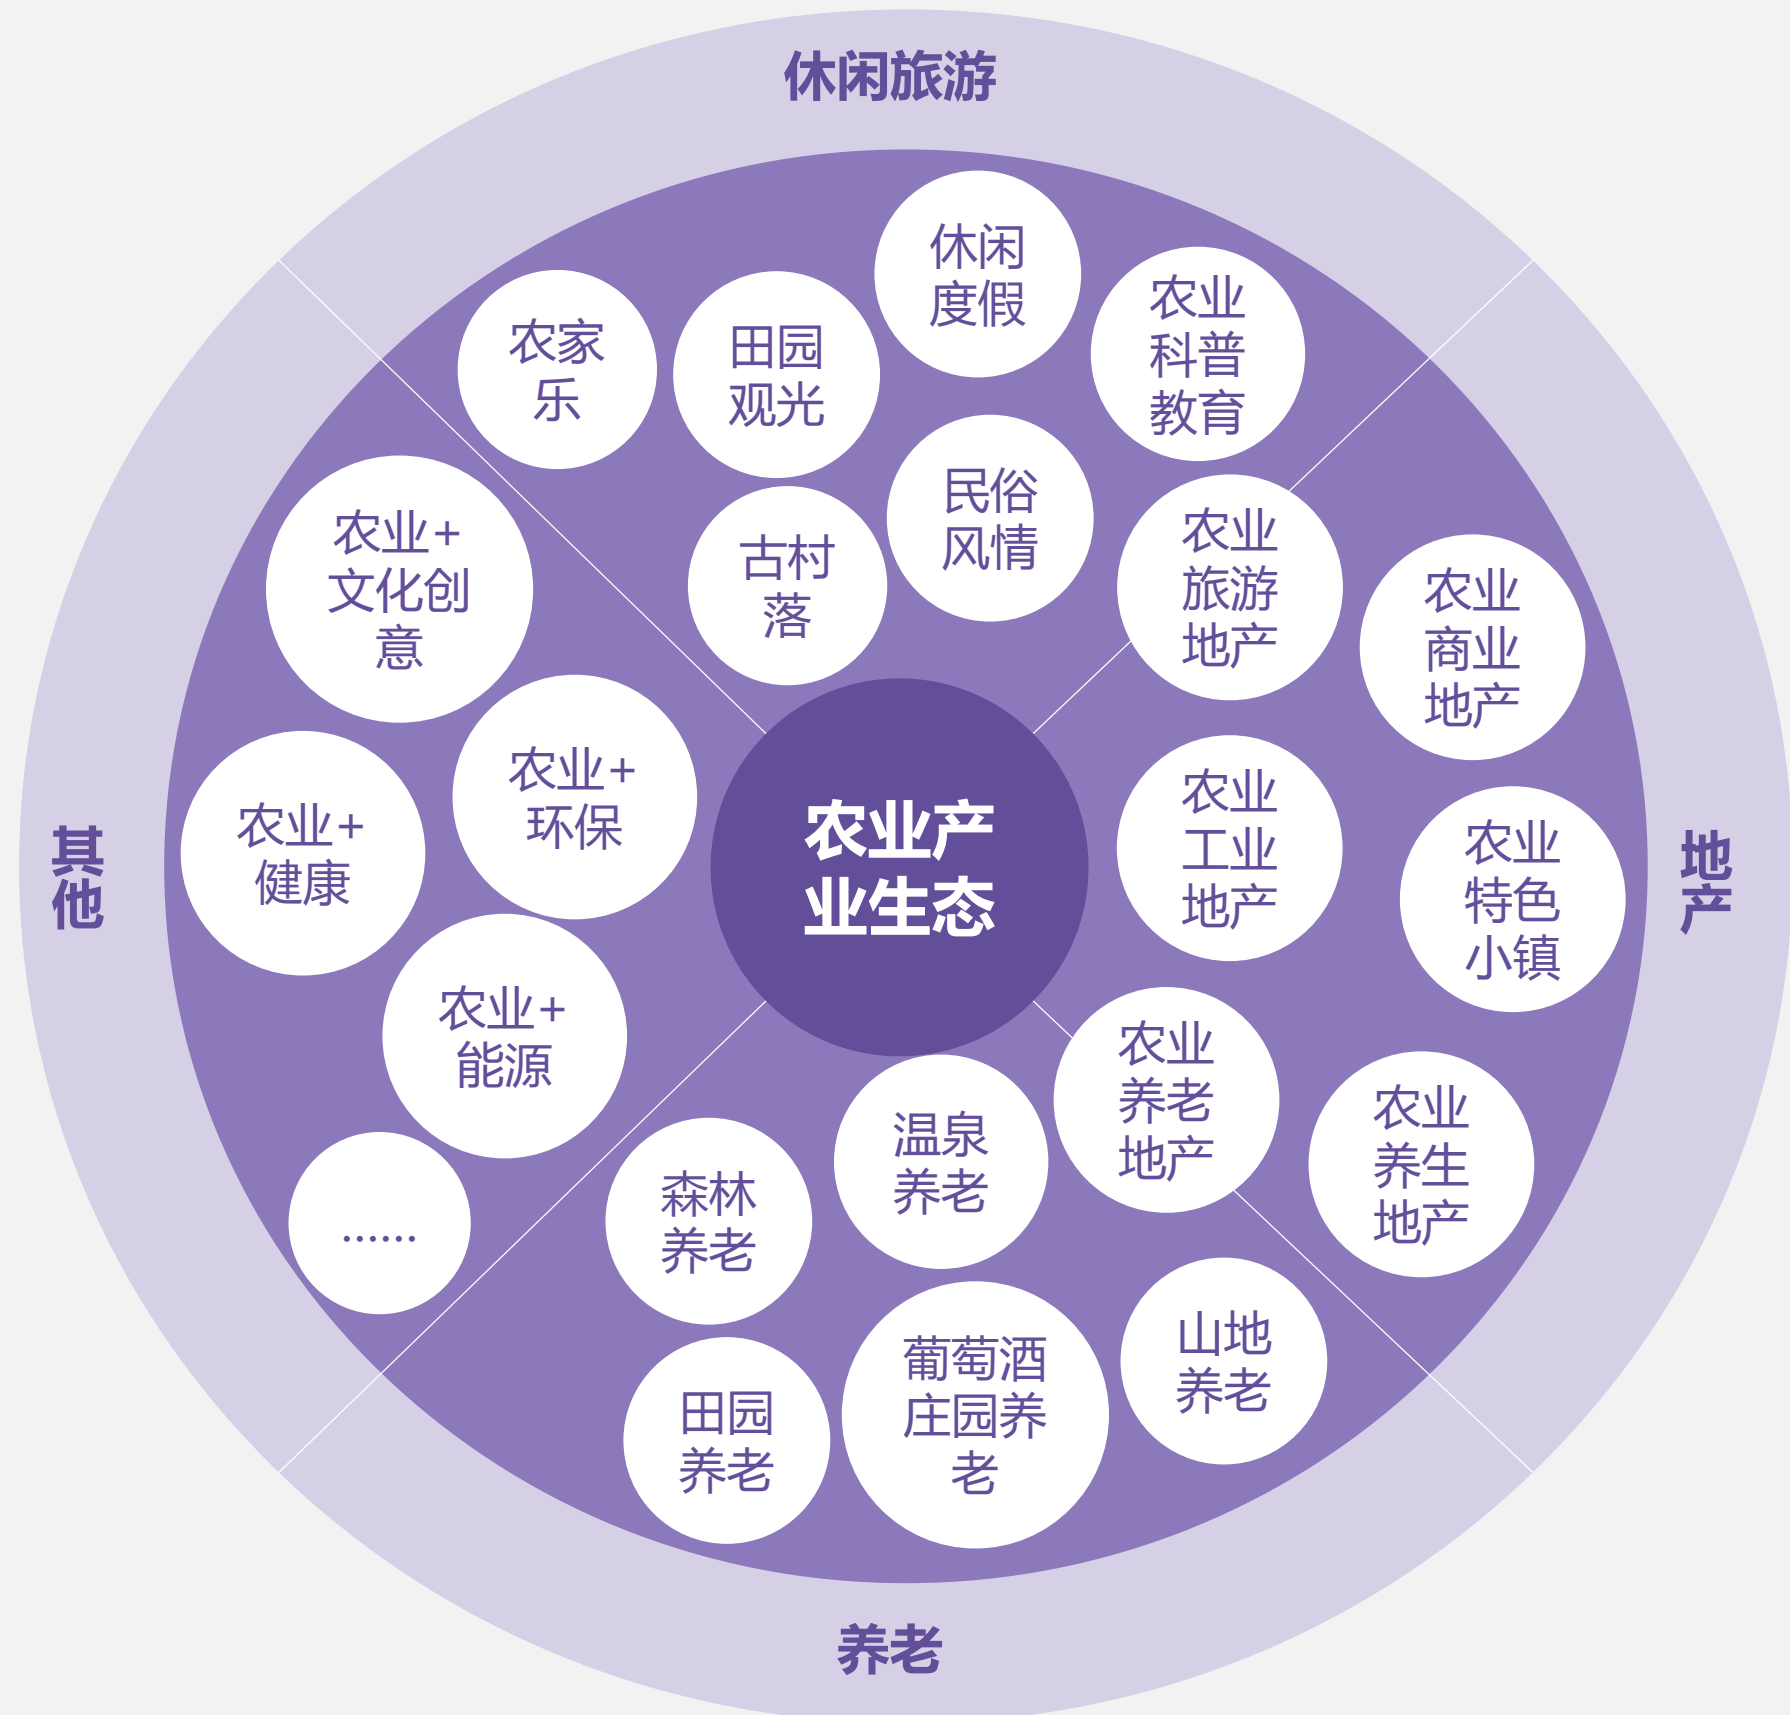 休闲旅游
休闲
度假
农业
科普
教育
农家
乐
田园
观光
民俗
风情
古村
落
农业
旅游
地产
农业
商业
地产
农业
工业
地产
农业
特色
小镇
农业
养老
地产
农业
养生
地产
地
产
农业产
业生态
农业+
文化创
意
农业+
环保
农业+
健康
农业+
能源
……
其
他
温泉
养老
森林
养老
山地
养老
葡萄酒
庄园养
老
田园
养老
养老